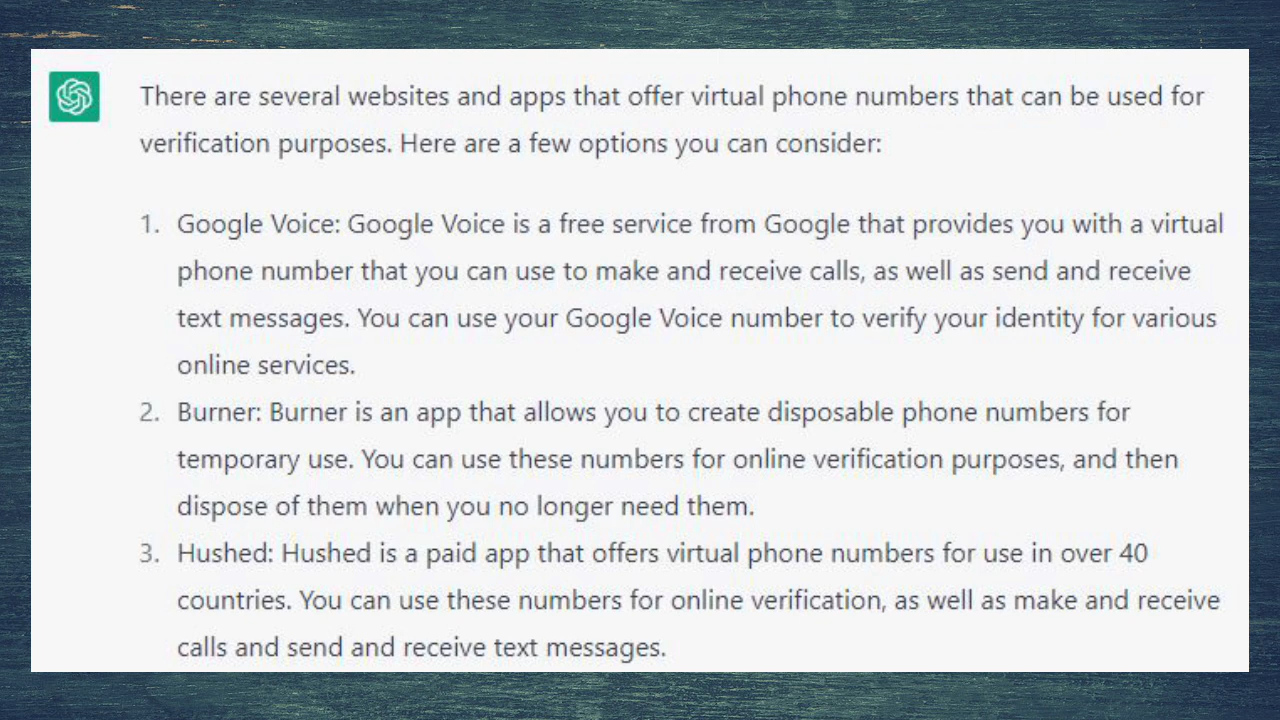 There are several websites and apps that offer virtual phone numbers that can be used for
verification purposes. Here are a few options you can consider:
1. Google Voice: Google Voice is a free service from Google that provides you with a virtual
phone number that you can use to make and receive calls, as well as send and receive
text messages. You can use your Google Voice number to verify your identity for various
online services.
2. Burner: Burner is an app that allows you to create disposable phone numbers for
temporary use. You can use these numbers for online verification purposes, and then
dispose of them when you no longer need them.
3. Hushed: Hushed is a paid app that offers virtual phone numbers for use in over 40
countries. You can use these numbers for online verification, as well as make and receive
calls and send and receive text messages.